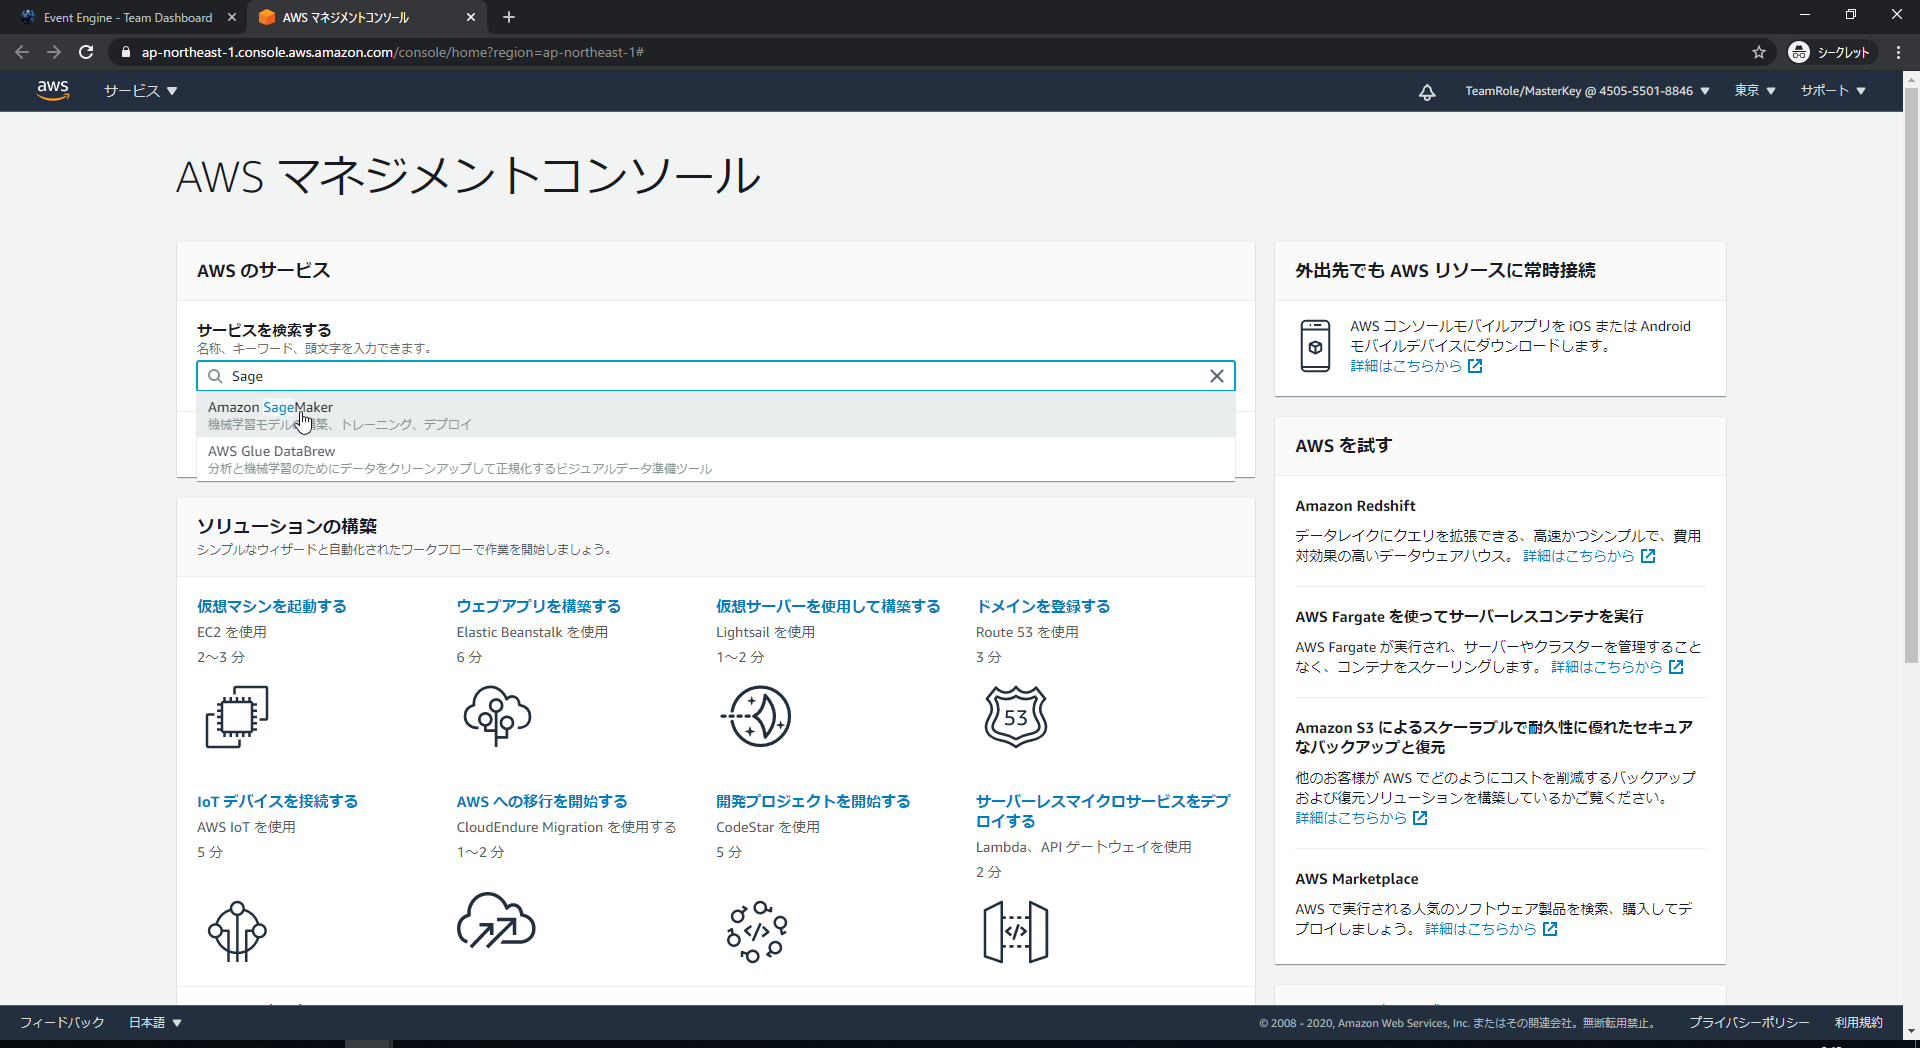 Event Engine - Team Dashboard
AWS マネジメントコンソール
ap-northeast-1.console.aws.amazon.com/console/home?region=ap-northeast-1#
シークレット
aws
サービス
TeamRole/MasterKey @ 4505-5501-8846
東京
サポート
AWS マネジメントコンソール
AWS のサービス
サービスを検索する
名称、キーワード、頭文字を入力できます。
Sage
Amazon SageMaker
機械学習モデル 構築、トレーニング、デプロイ
AWS Glue DataBrew
分析と機械学習のためにデータをクリーンアップして正規化するビジュアルデータ準備ツール
ソリューションの構築
シンプルなウィザードと自動化されたワークフローで作業を開始しましょう。
仮想マシンを起動する
EC2 を使用
2～3 分
ウェブアプリを構築する
Elastic Beanstalk を使用
6 分
仮想サーバーを使用して構築する
Lightsail を使用
1～2 分
ドメインを登録する
Route 53 を使用
3 分
53
IoT デバイスを接続する
AWS IoT を使用
5 分
AWS への移行を開始する
CloudEndure Migration を使用する
1～2 分
開発プロジェクトを開始する
CodeStar を使用
5 分
サーバーレスマイクロサービスをデプ
ロイする
Lambda、API ゲートウェイを使用
2 分
外出先でも AWS リソースに常時接続
AWS コンソールモバイルアプリを iOS または Android
モバイルデバイスにダウンロードします。
詳細はこちらから
AWS を試す
Amazon Redshift
データレイクにクエリを拡張できる、高速かつシンプルで、費用
対効果の高いデータウェアハウス。 詳細はこちらから
AWS Fargate を使ってサーバーレスコンテナを実行
AWS Fargate が実行され、サーバーやクラスターを管理すること
なく、コンテナをスケーリングします。 詳細はこちらから
Amazon S3 によるスケーラブルで耐久性に優れたセキュア
なバックアップと復元
他のお客様が AWS でどのようにコストを削減するバックアップ
および復元ソリューションを構築しているかご覧ください。
詳細はこちらから
AWS Marketplace
AWS で実行される人気のソフトウェア製品を検索、購入してデ
プロイしましょう。 詳細はこちらから
フィードバック
日本語
© 2008 - 2020, Amazon Web Services, Inc. またはその関連会社。無断転用禁止。
プライバシーポリシー
利用規約